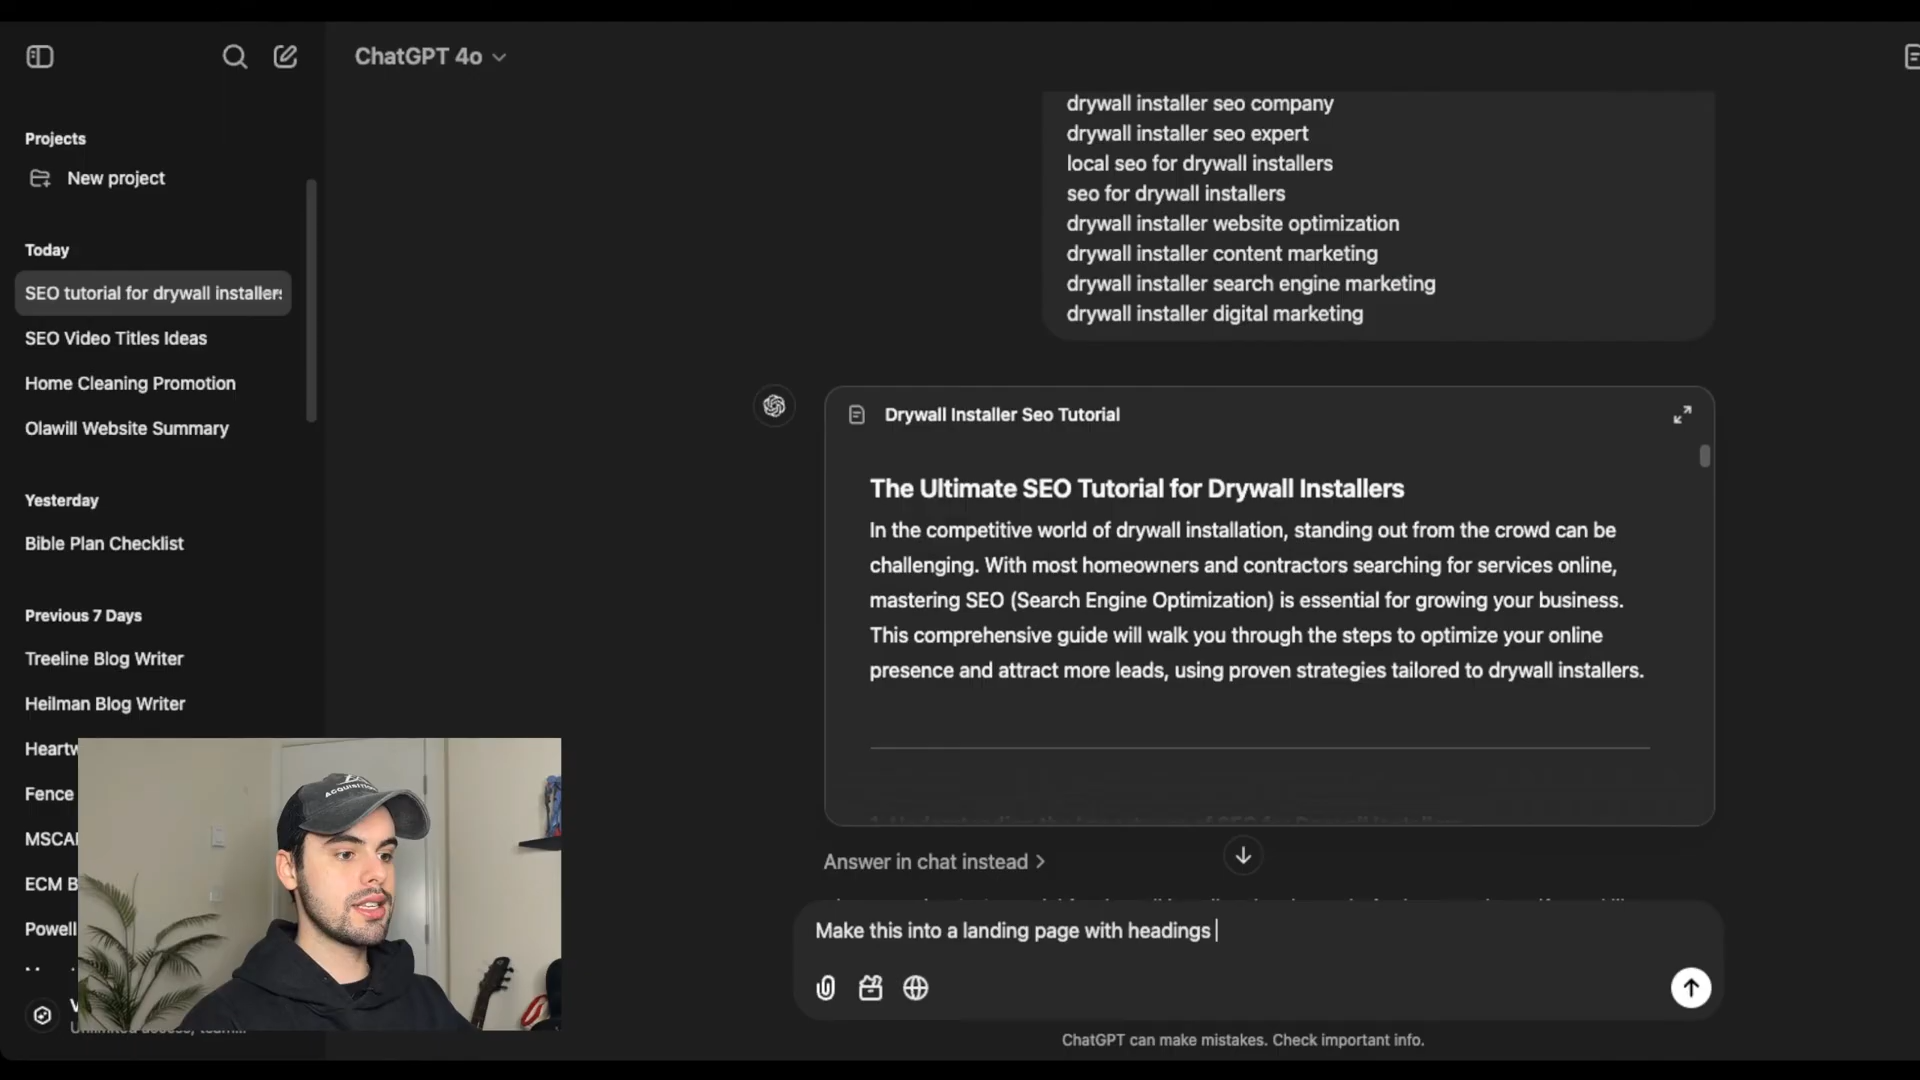 ChatGPT 4o
Projects
New project
Today
SEO tutorial for drywall installers
SEO Video Titles Ideas
Home Cleaning Promotion
Olawill Website Summary
Yesterday
Bible Plan Checklist
Previous 7 Days
Treeline Blog Writer
Heilman Blog Writer
Heartw
Fence
MSCAI
ECM B
Powell
drywall installer seo company
drywall installer seo expert
local seo for drywall installers
seo for drywall installers
drywall installer website optimization
drywall installer content marketing
drywall installer search engine marketing
drywall installer digital marketing
Drywall Installer Seo Tutorial
The Ultimate SEO Tutorial for Drywall Installers
In the competitive world of drywall installation, standing out from the crowd can be
challenging. With most homeowners and contractors searching for services online,
mastering SEO (Search Engine Optimization) is essential for growing your business.
This comprehensive guide will walk you through the steps to optimize your online
presence and attract more leads, using proven strategies tailored to drywall installers.
Answer in chat instead
Make this into a landing page with headings
ChatGPT can make mistakes. Check important info.